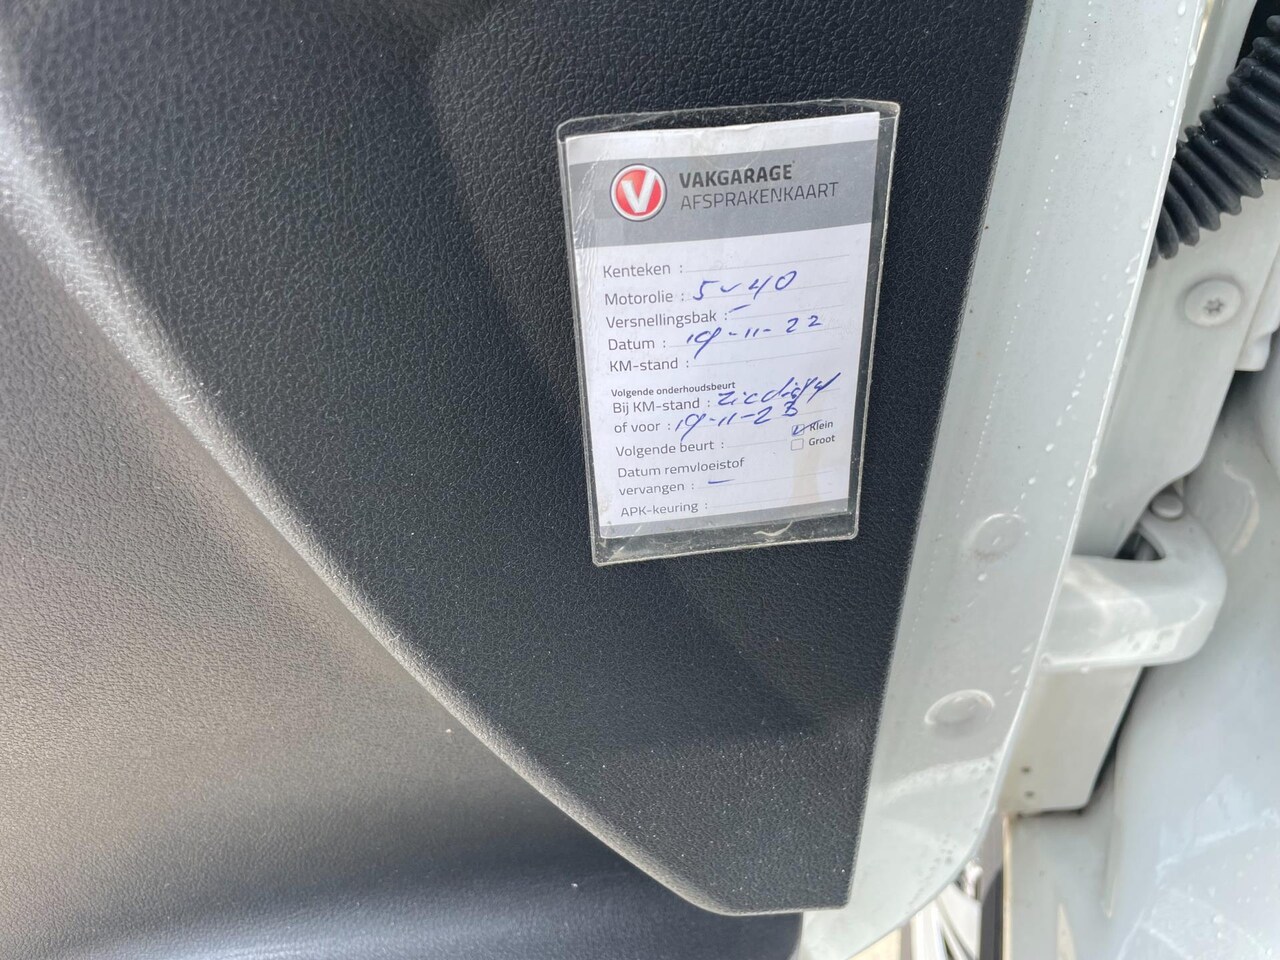 V VAKGARAGE
AFSPRAKENKAART
Kenteken :
Motorolie : 5w40
Versnellingsbak : -
Datum : 19-11-22
KM-stand :
Volgende onderhoudsbeurt
Bij KM-stand :
of voor : 19-11-23
Klein
Volgende beurt :
Groot
Datum remvloeistof
vervangen : -
APK-keuring :